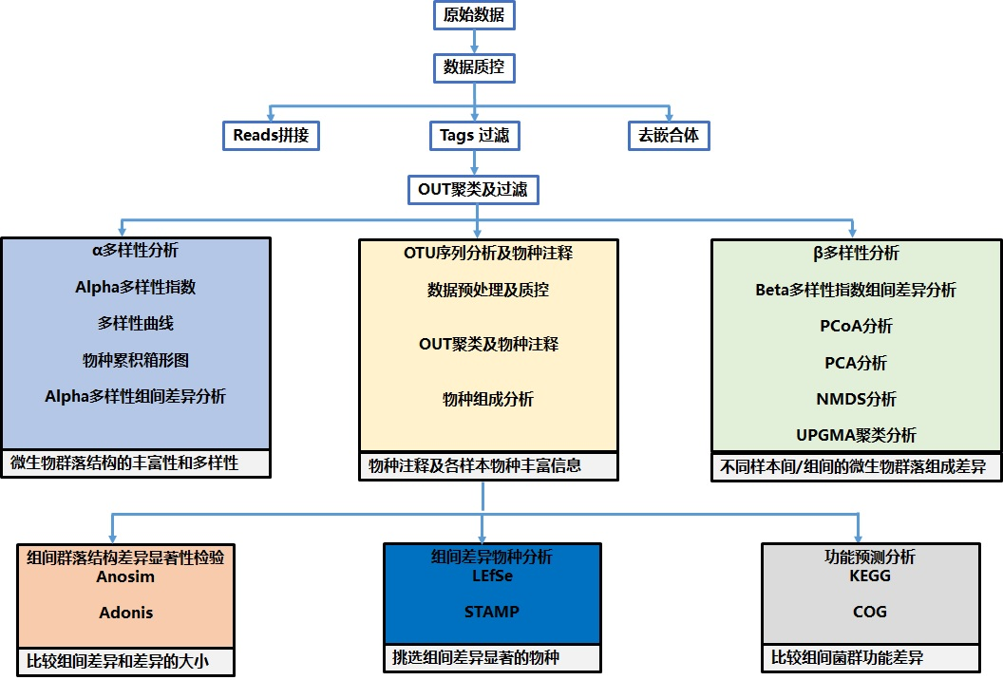 原始数据
数据质控
Reads拼接
Tags 过滤
去嵌合体
OUT聚类及过滤
α多样性分析
Alpha多样性指数
多样性曲线
物种累积箱形图
Alpha多样性组间差异分析
微生物群落结构的丰富性和多样性
OTU序列分析及物种注释
数据预处理及质控
OUT聚类及物种注释
物种组成分析
物种注释及各样本物种丰富信息
β多样性分析
Beta多样性指数组间差异分析
PCoA分析
PCA分析
NMDS分析
UPGMA聚类分析
不同样本间/组间的微生物群落组成差异
组间群落结构差异显著性检验
Anosim
Adonis
比较组间差异和差异的大小
组间差异物种分析
LEfSe
STAMP
挑选组间差异显著的物种
功能预测分析
KEGG
COG
比较组间菌群功能差异